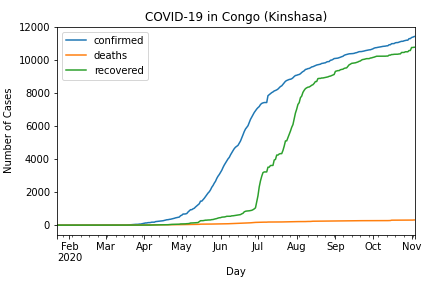 COVID-19 in Congo (Kinshasa)
confirmed
deaths
recovered
Number of Cases
12000
10000
8000
6000
4000
2000
0
Feb Mar Apr May Jun Jul Aug Sep Oct Nov
2020
Day